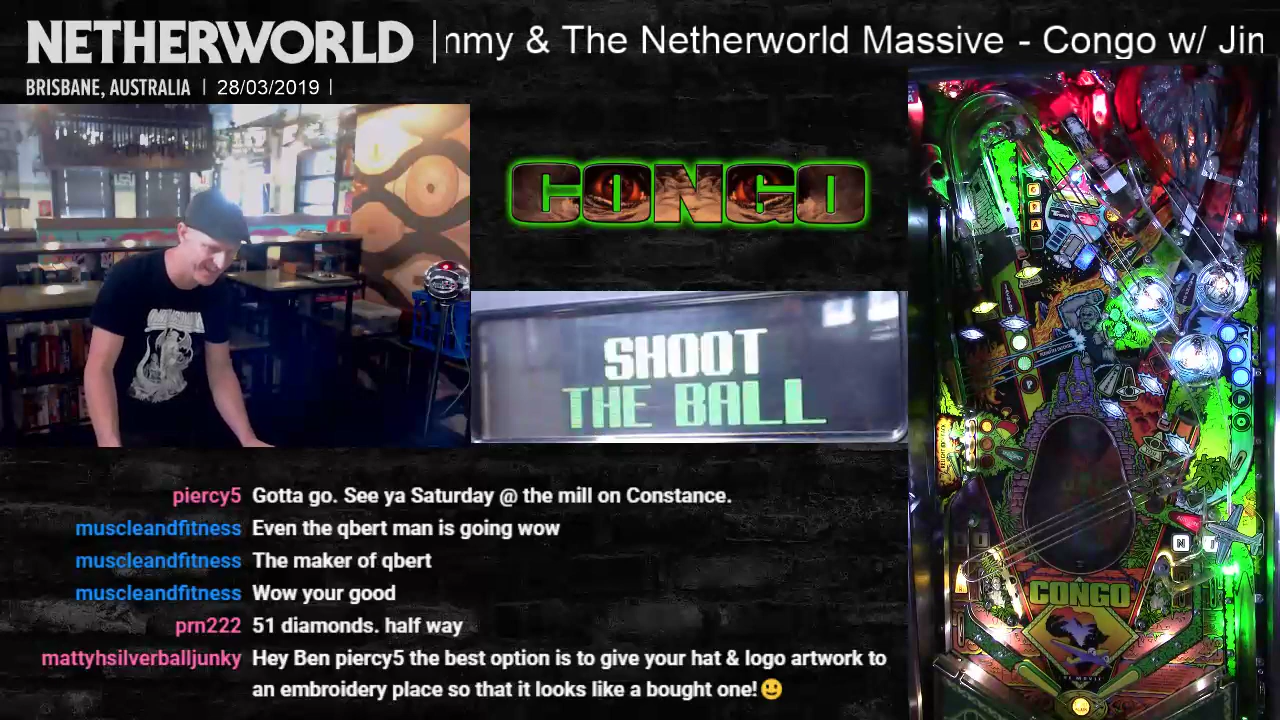 NETHERWORLD
nmy & The Netherworld Massive - Congo w/ Jin
BRISBANE, AUSTRALIA | 28/03/2019 |
CONGO
SHOOT
THE BALL
piercy5 Gotta go. See ya Saturday @ the mill on Constance.
muscleandfitness Even the qbert man is going wow
muscleandfitness The maker of qbert
muscleandfitness Wow your good
prn222 51 diamonds. half way
mattyhsilverballjunky Hey Ben piercy5 the best option is to give your hat & logo artwork to
an embroidery place so that it looks like a bought one!😃
CONGO
THE MOVIE